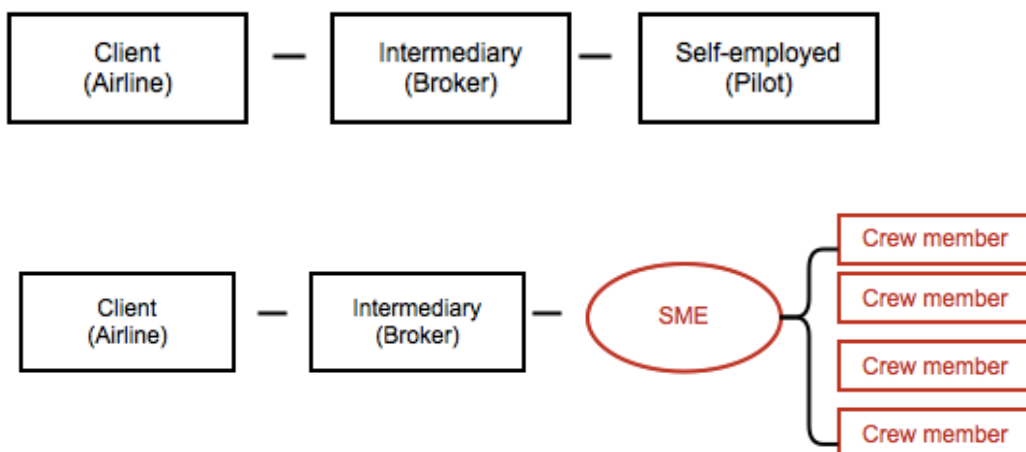 Client
(Airline)
Intermediary
(Broker)
Self-employed
(Pilot)
Client
(Airline)
Intermediary
(Broker)
SME
Crew member
Crew member
Crew member
Crew member